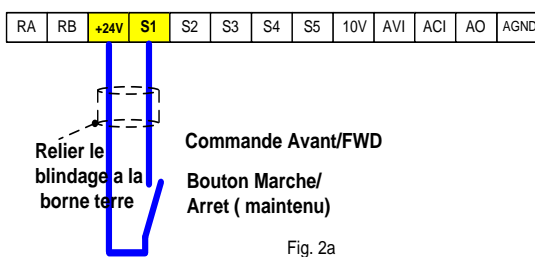 RA RB +24V S1 S2 S3 S4 S5 10V AVI ACI AO AGND
Relier le
blindage a la
borne terre
Commande Avant/FWD
Bouton Marche/
Arret ( maintenu)
Fig. 2a